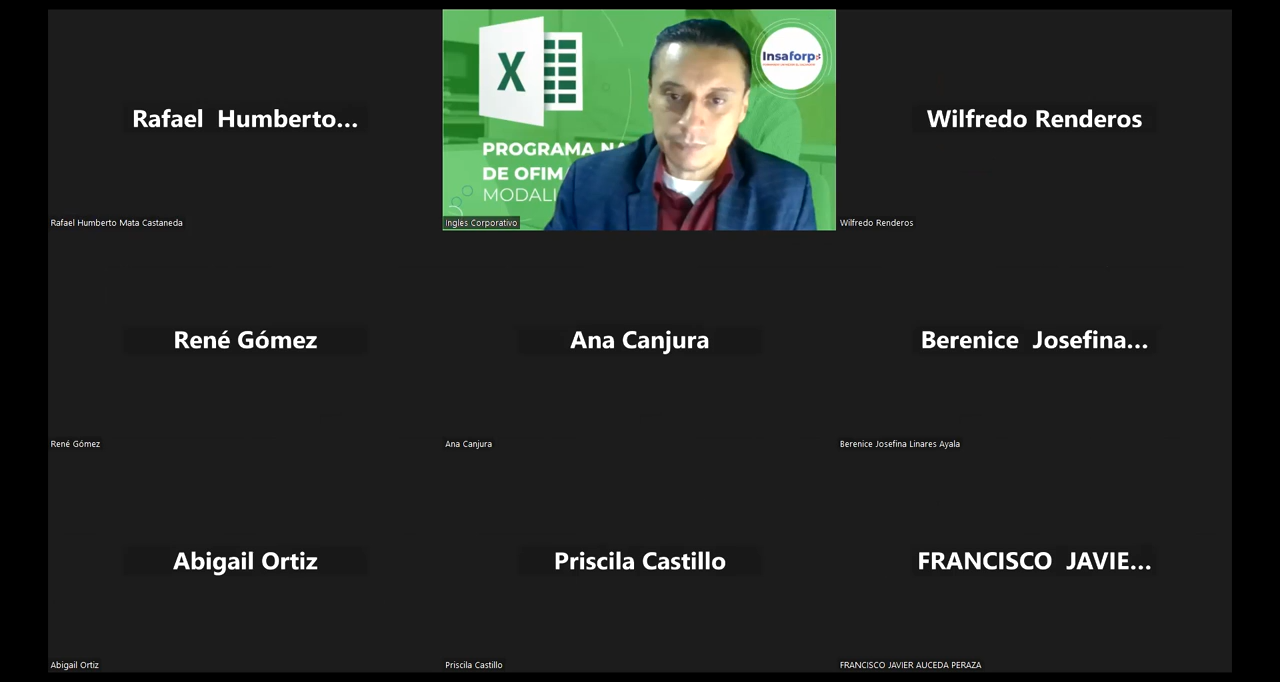 Rafael Humberto...
Rafael Humberto Mata Castaneda
X
Insaforp
PROGRAMA NA
DE OFIM
MODALI
Inglés Corporativo
Wilfredo Renderos
Wilfredo Renderos
René Gómez
René Gómez
Ana Canjura
Ana Canjura
Berenice Josefina...
Berenice Josefina Linares Ayala
Abigail Ortiz
Abigail Ortiz
Priscila Castillo
Priscila Castillo
FRANCISCO JAVIE...
FRANCISCO JAVIER AUCEDA PERAZA